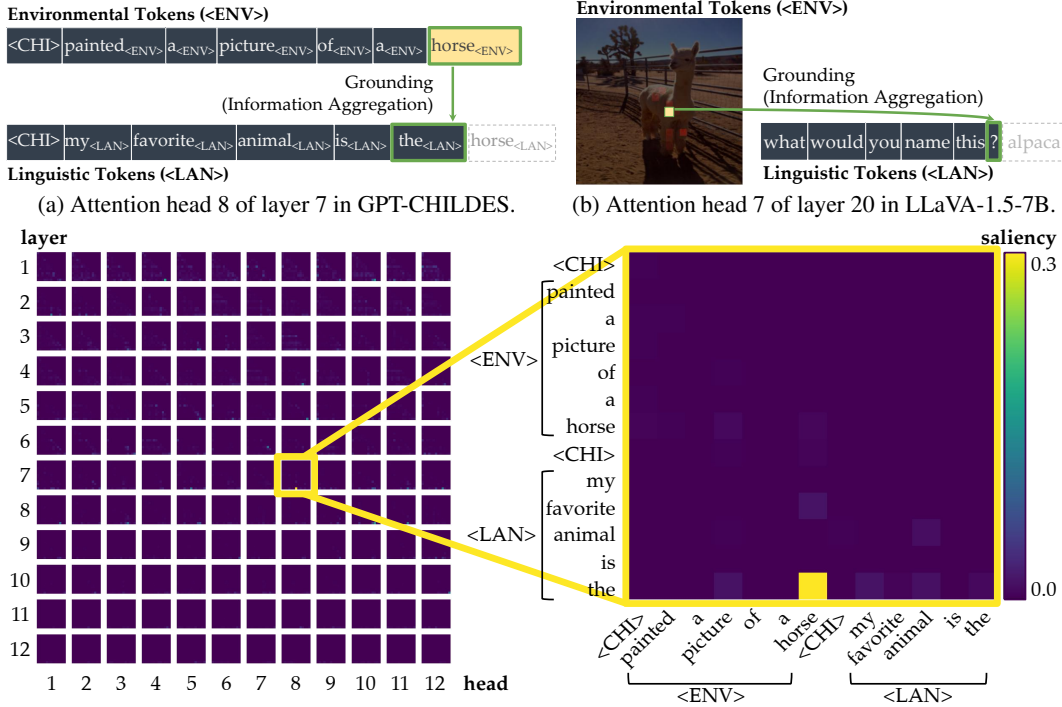 Environmental Tokens (<ENV>)
<CHI> painted<ENV> a<ENV> picture<ENV> of<ENV> a<ENV> horse<ENV>
Grounding
(Information Aggregation)
<CHI> my<LAN> favorite<LAN> animal<LAN> is<LAN> the<LAN> horse<LAN>
Linguistic Tokens (<LAN>)
(a) Attention head 8 of layer 7 in GPT-CHILDES.
Environmental Tokens (<ENV>)
Grounding
(Information Aggregation)
what would you name this ? alpaca
Linguistic Tokens (<LAN>)
(b) Attention head 7 of layer 20 in LLaVA-1.5-7B.
layer
1
2
3
4
5
6
7
8
9
10
11
12
1 2 3 4 5 6 7 8 9 10 11 12 head
saliency
0.3
0.0
<CHI>
painted
a
picture
of
a
horse
<CHI>
my
favorite
animal
is
the
<ENV>
<LAN>
<CHI> painted a picture of a horse <CHI> my favorite animal is the
<ENV> <LAN>